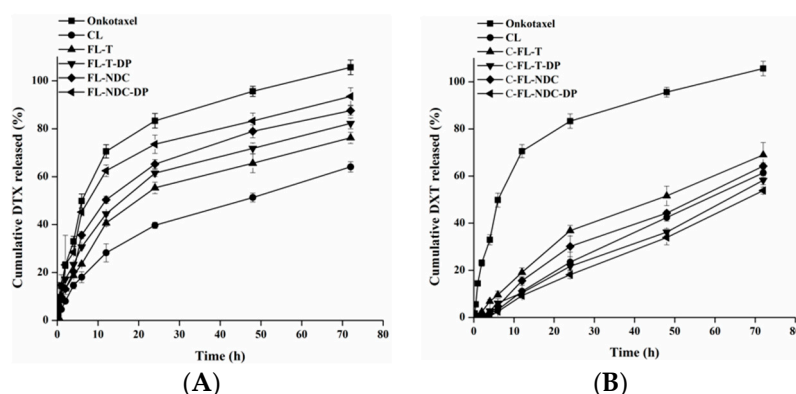 Onkotaxel
CL
FL-T
FL-T-DP
FL-NDC
FL-NDC-DP
Cumulative DTX released (%)
100
80
60
40
20
0
0 10 20 30 40 50 60 70 80
Time (h)
(A)
Onkotaxel
CL
C-FL-T
C-FL-T-DP
C-FL-NDC
C-FL-NDC-DP
Cumulative DXT released (%)
100
80
60
40
20
0
0 10 20 30 40 50 60 70 80
Time (h)
(B)